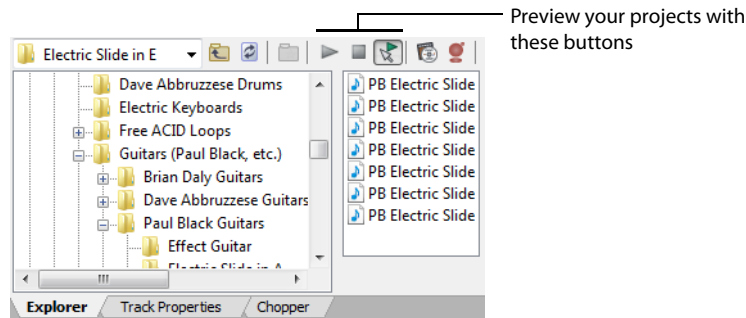 Preview your projects with
these buttons
Electric Slide in E
Dave Abbruzzese Drums
Electric Keyboards
Free ACID Loops
Guitars (Paul Black, etc.)
Brian Daly Guitars
Dave Abbruzzese Guitars
Paul Black Guitars
Effect Guitar
Electric Slide in A
PB Electric Slide
PB Electric Slide
PB Electric Slide
PB Electric Slide
PB Electric Slide
PB Electric Slide
PB Electric Slide
Explorer
Track Properties
Chopper